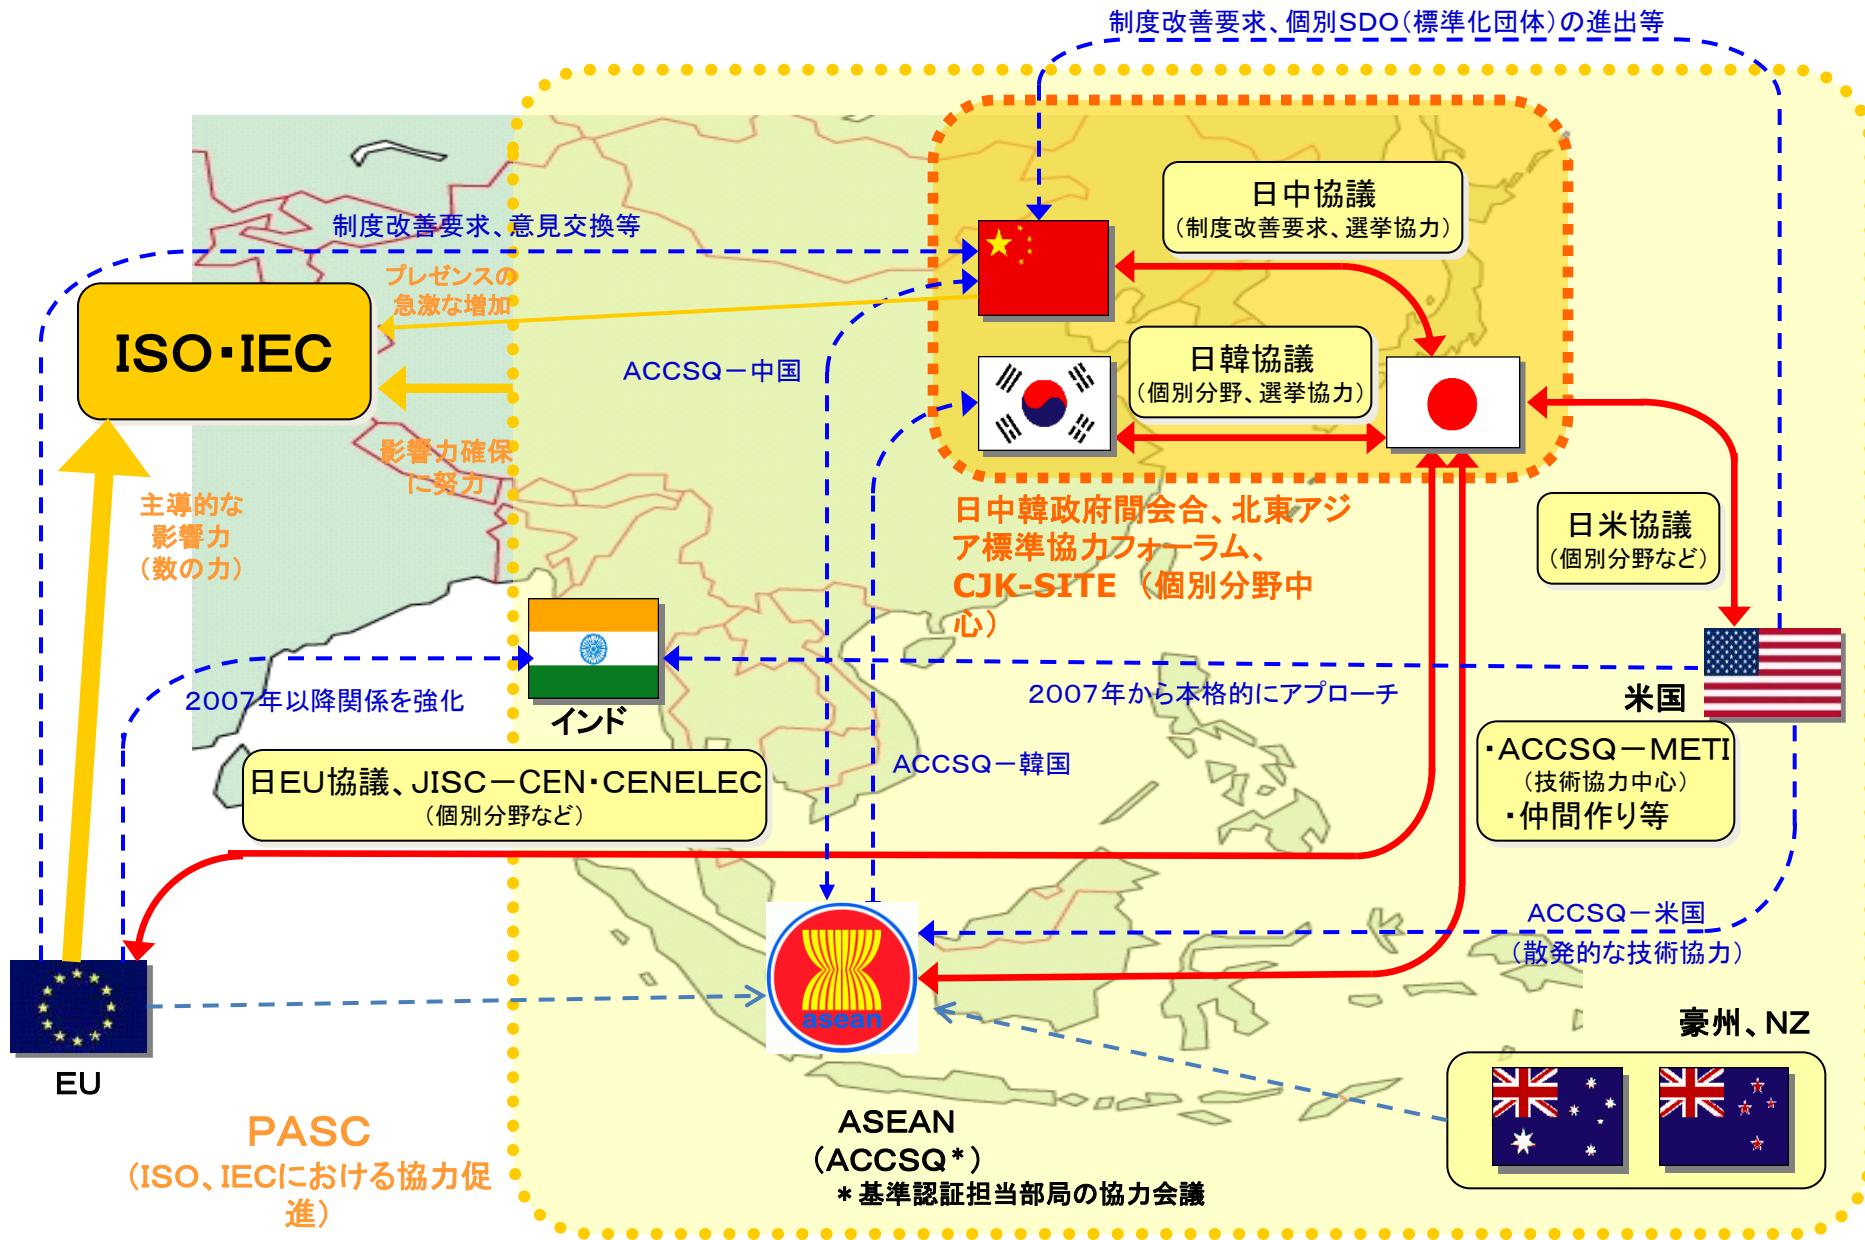 制度改善要求、個別SDO（標準化団体）の進出等
日中協議
（制度改善要求、選挙協力）
制度改善要求、意見交換等
プレゼンスの
急激な増加
ISO・IEC
ACCSQ－中国
日韓協議
（個別分野、選挙協力）
影響力確保
に努力
主導的な
影響力
（数の力）
日中韓政府間会合、北東アジ
ア標準協力フォーラム、
CJK-SITE （個別分野中
心）
日米協議
（個別分野など）
2007年以降関係を強化
インド
2007年から本格的にアプローチ
米国
・ACCSQ－METI
（技術協力中心）
・仲間作り等
日EU協議、JISC－CEN・CENELEC
（個別分野など）
ACCSQ－韓国
ACCSQ－米国
（散発的な技術協力）
asean
豪州、NZ
EU
PASC
（ISO、IECにおける協力促
進）
ASEAN
（ACCSQ＊）
＊基準認証担当部局の協力会議